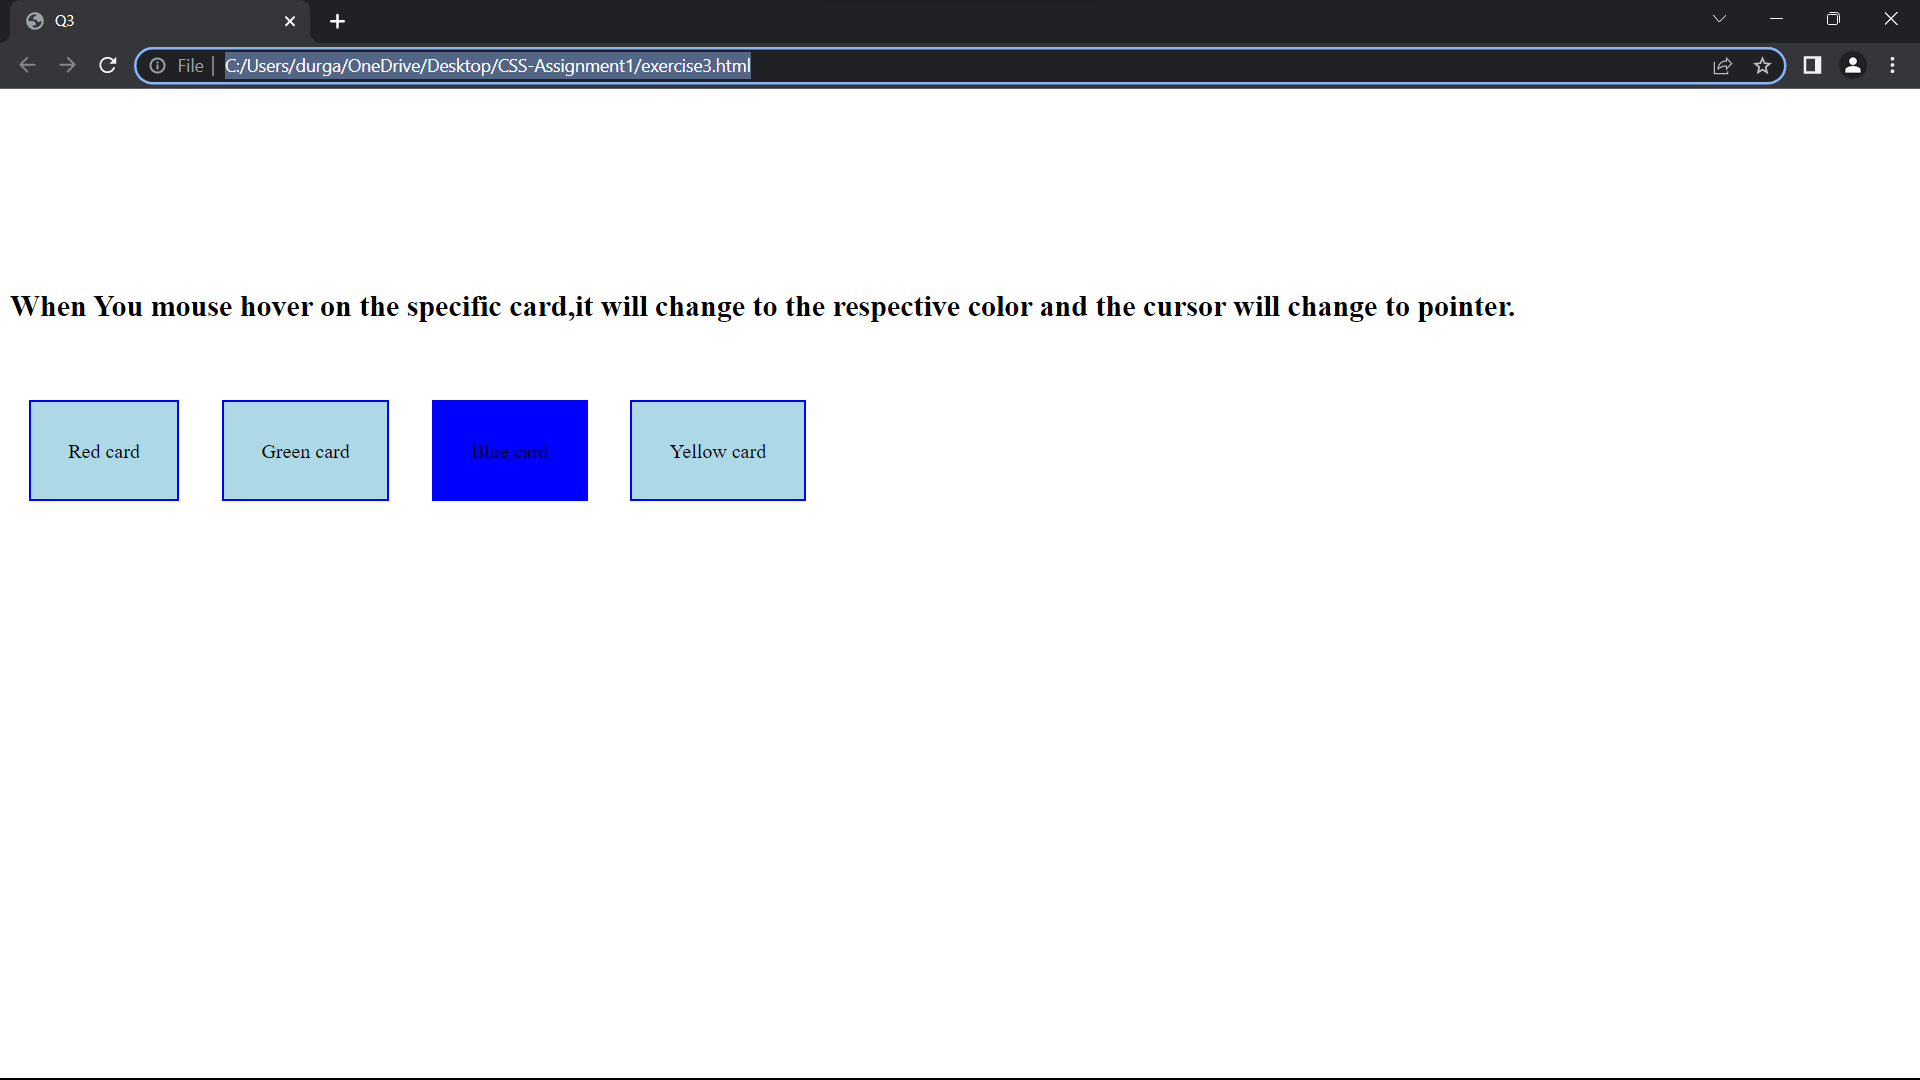 Q3
File
C:/Users/durga/OneDrive/Desktop/CSS-Assignment1/exercise3.html
When You mouse hover on the specific card,it will change to the respective color and the cursor will change to pointer.
Red card
Green card
Blue card
Yellow card